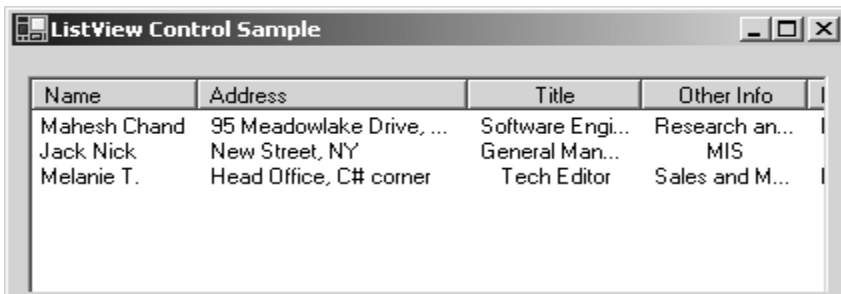 ListView Control Sample
Name Address Title Other Info
Mahesh Chand 95 Meadowlake Drive, ... Software Engi... Research an...
Jack Nick New Street, NY General Man... MIS
Melanie T. Head Office, C# corner Tech Editor Sales and M...